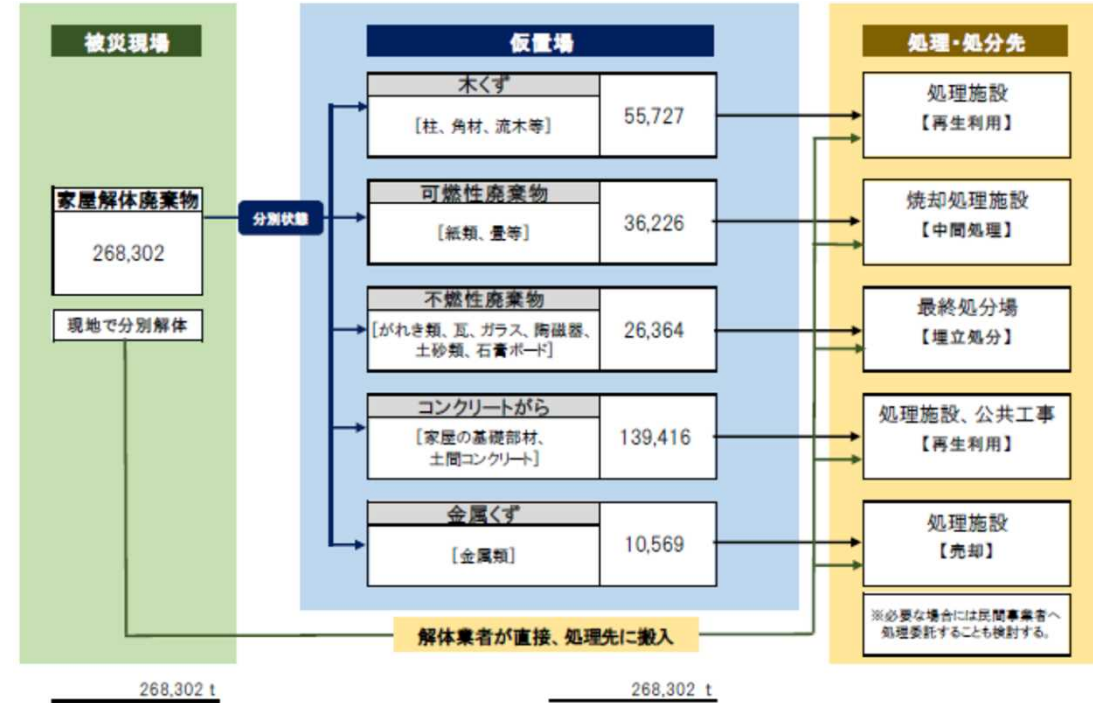 被災現場
仮置場
処理・処分先
家屋解体廃棄物
268,302
現地で分別解体
分別状態
木くず
[柱、角材、流木等]
55,727
可燃性廃棄物
[紙類、畳等]
36,226
不燃性廃棄物
[がれき類、瓦、ガラス、陶磁器、
土砂類、石膏ボード]
26,364
コンクリートがら
[家屋の基礎部材、
土間コンクリート]
139,416
金属くず
[金属類]
10,569
処理施設
【再生利用】
焼却処理施設
【中間処理】
最終処分場
【埋立処分】
処理施設、公共工事
【再生利用】
処理施設
【売却】
※必要な場合には民間事業者へ
処理委託することも検討する。
解体業者が直接、処理先に搬入
268,302 t
268,302 t